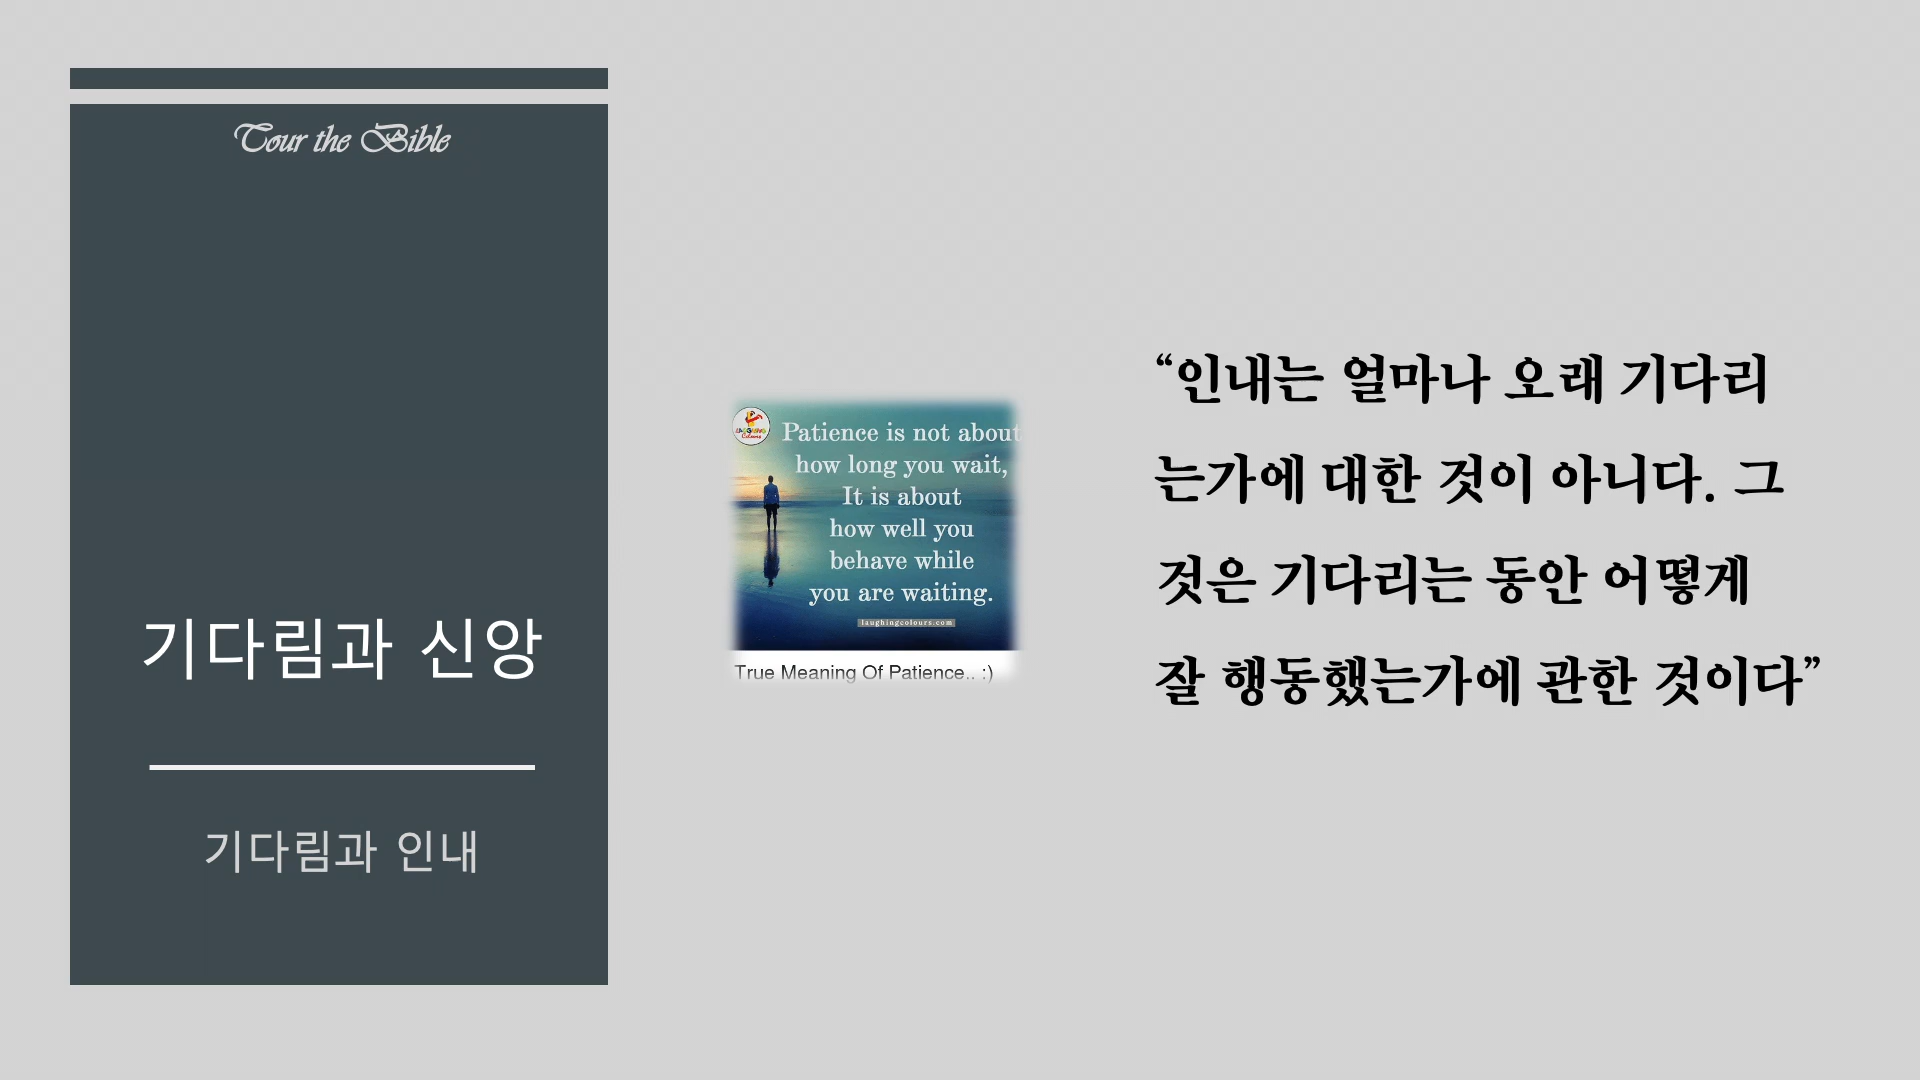 Tour the Bible
기다림과 신앙
기다림과 인내
Patience is not about
how long you wait,
It is about
how well you
behave while
you are waiting.
laughingcolours.com
True Meaning Of Patience.. :)
“인내는 얼마나 오래 기다리
는가에 대한 것이 아니다. 그
것은 기다리는 동안 어떻게
잘 행동했는가에 관한 것이다”